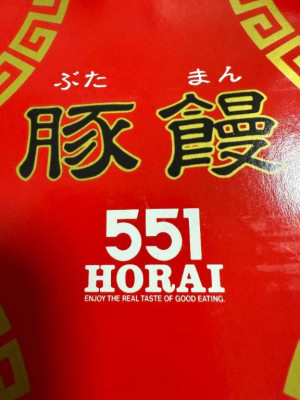 ぶた まん
豚饅
551
HORAI
ENJOY THE REAL TASTE OF GOOD EATING.